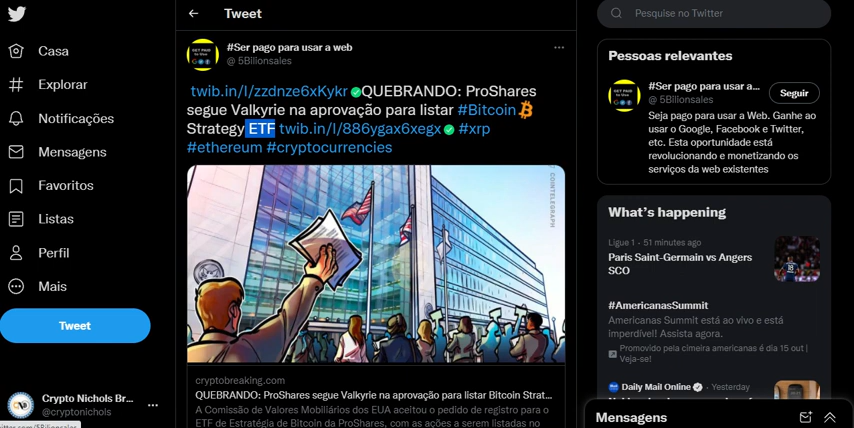 Casa
Explorar
Notificações
Mensagens
Favoritos
Listas
Perfil
Mais
Tweet
Crypto Nichols Br...
@cryptonichols
Tweet
#Ser pago para usar a web
@ 5Bilionsales
twib.in/l/zzdnze6xKykr QUEBRANDO: ProShares
segue Valkyrie na aprovação para listar #Bitcoin
Strategy ETF twib.in/l/886ygax6xegx #xrp
#ethereum #cryptocurrencies
COINTELEGRAPH
cryptobreaking.com
QUEBRANDO: ProShares segue Valkyrie na aprovação para listar Bitcoin Strat...
A Comissão de Valores Mobiliários dos EUA aceitou o pedido de registro para o
ETF de Estratégia de Bitcoin da ProShares, com as ações a serem listadas no
Pesquise no Twitter
Pessoas relevantes
#Ser pago para usar a...
@ 5Bilionsales
Seguir
Seja pago para usar a Web. Ganhe ao
usar o Google, Facebook e Twitter,
etc. Esta oportunidade está
revolucionando e monetizando os
serviços da web existentes
What's happening
Ligue 1 · 51 minutes ago
Paris Saint-Germain vs Angers
SCO
#AmericanasSummit
Americanas Summit está ao vivo e está
imperdível! Assista agora.
Promovido pela cimeira americanas é dia 15 out |
Veja-se!
Daily Mail Online · Yesterday
Mensagens